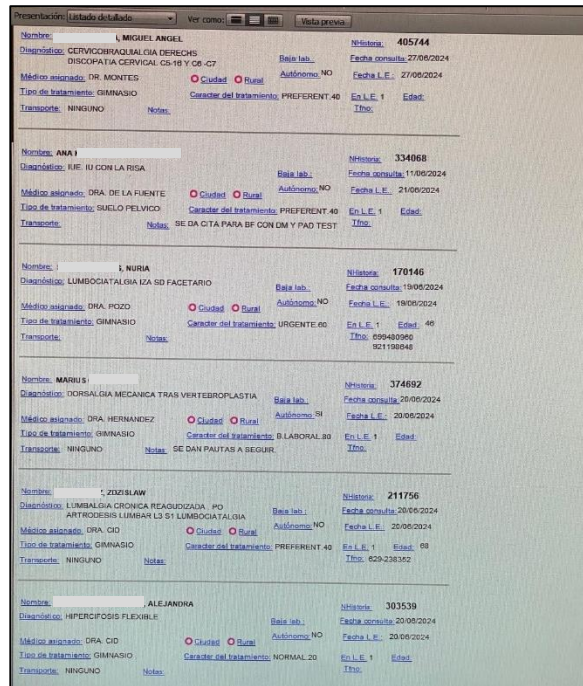 Presentación: Listado detallado Ver como: Vista previa
Nombre: , MIGUEL ANGEL NHistoria: 405744
Diagnóstico: CERVICOBRAQUIALGIA DERECHS Baja lab.: Fecha consulta: 27/06/2024
DISCOPATIA CERVICAL C5-16 Y C6 -C7
Médico asignado: DR. MONTES Ciudad Rural Autónomo: NO Fecha L.E.: 27/06/2024
Tipo de tratamiento: GIMNASIO Caracter del tratamiento: PREFERENT.40 En L.E. 1 Edad:
Transporte: NINGUNO Notas: Tfno:
Nombre: ANA NHistoria: 334068
Diagnóstico: IUE. IU CON LA RISA Baja lab.: Fecha consulta: 11/06/2024
Médico asignado: DRA. DE LA FUENTE Ciudad Rural Autónomo: NO Fecha L.E.: 21/06/2024
Tipo de tratamiento: SUELO PELVICO Caracter del tratamiento: PREFERENT.40 En L.E. 1 Edad:
Transporte: Notas: SE DA CITA PARA BF CON DM Y PAD TEST Tfno:
Nombre: , NURIA NHistoria: 170146
Diagnóstico: LUMBOCIATALGIA IZA SD FACETARIO Baja lab.: Fecha consulta: 19/06/2024
Médico asignado: DRA. POZO Ciudad Rural Autónomo: NO Fecha L.E.: 19/06/2024
Tipo de tratamiento: GIMNASIO Caracter del tratamiento: URGENTE.60 En L.E. 1 Edad: 46
Transporte: Notas: Tfno: 699480960
921198648
Nombre: MARIUS NHistoria: 374692
Diagnóstico: DORSALGIA MECANICA TRAS VERTEBROPLASTIA Baja lab.: Fecha consulta: 20/06/2024
Médico asignado: DRA. HERNANDEZ Ciudad Rural Autónomo: SI Fecha L.E.: 20/06/2024
Tipo de tratamiento: GIMNASIO Caracter del tratamiento: B.LABORAL.80 En L.E. 1 Edad:
Transporte: NINGUNO Notas: SE DAN PAUTAS A SEGUIR. Tfno:
Nombre: , ZDZISLAW NHistoria: 211756
Diagnóstico: LUMBALGIA CRONICA REAGUDIZADA . PO Baja lab.: Fecha consulta: 20/06/2024
ARTRODESIS LUMBAR L3 S1 LUMBOCIATALGIA
Médico asignado: DRA. CID Ciudad Rural Autónomo: NO Fecha L.E.: 20/06/2024
Tipo de tratamiento: GIMNASIO Caracter del tratamiento: PREFERENT.40 En L.E. 1 Edad: 60
Transporte: NINGUNO Notas: Tfno: 629-238362
Nombre: , ALEJANDRA NHistoria: 303539
Diagnóstico: HIPERCIFOSIS FLEXIBLE Baja lab.: Fecha consulta: 20/06/2024
Médico asignado: DRA. CID Ciudad Rural Autónomo: NO Fecha L.E.: 20/06/2024
Tipo de tratamiento: GIMNASIO Caracter del tratamiento: NORMAL.20 En L.E. 1 Edad:
Transporte: NINGUNO Notas: Tfno: